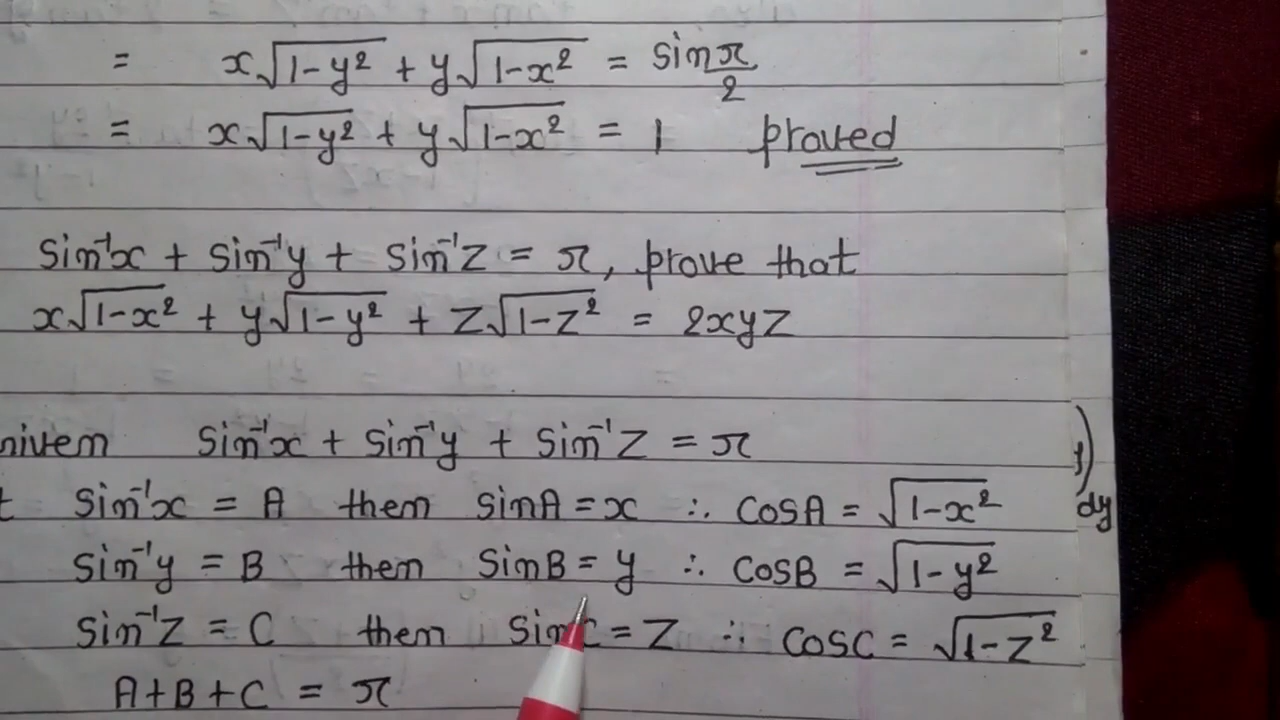 = x√1-y² + y√1-x² = sin π/2
= x√1-y² + y√1-x² = 1 proved
Sin⁻¹x + Sin⁻¹y + Sin⁻¹z = π, prove that
x√1-x² + y√1-y² + z√1-z² = 2xyz
niven Sin⁻¹x + Sin⁻¹y + Sin⁻¹z = π
t Sin⁻¹x = A then SinA = x ∴ CosA = √1-x²
Sin⁻¹y = B then SinB = y ∴ CosB = √1-y²
Sin⁻¹z = C then SinC = z ∴ CosC = √1-z²
A+B+C = π
dy